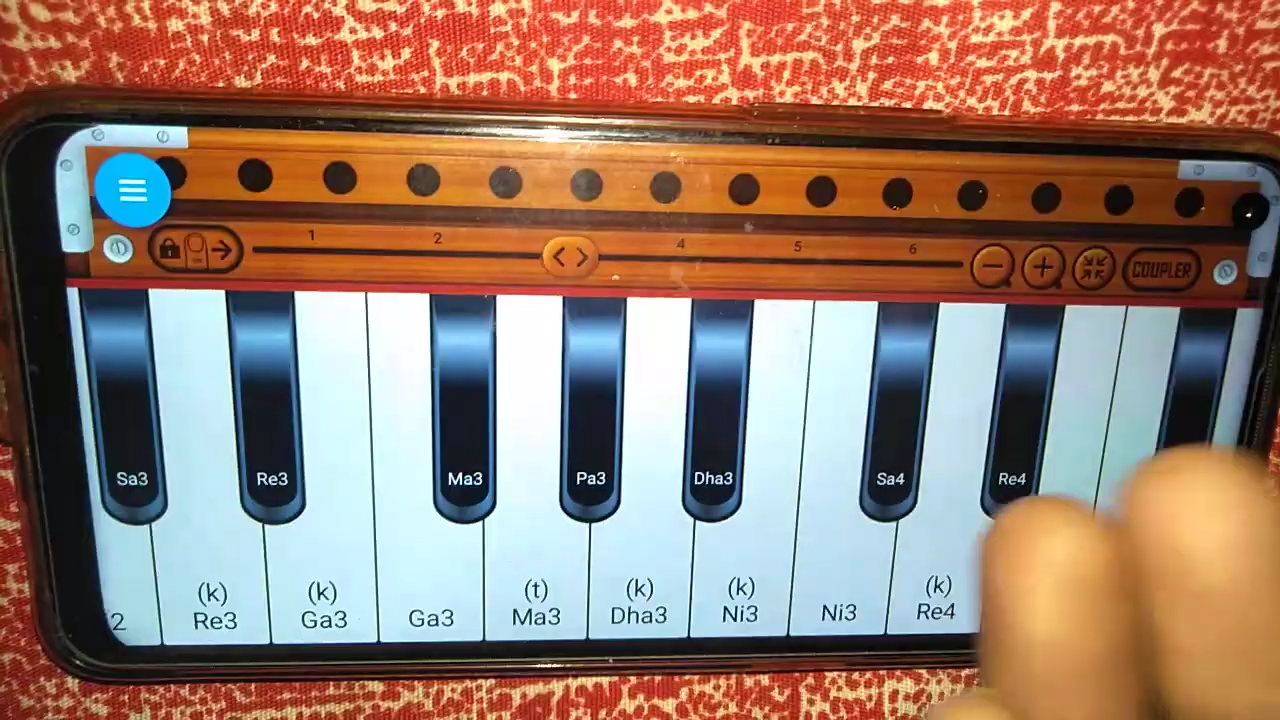 1 2 4 5 6
COUPLER
Sa3 Re3 Ma3 Pa3 Dha3 Sa4 Re4
(k) (k) (t) (k) (k) (k)
2 Re3 Ga3 Ga3 Ma3 Dha3 Ni3 Ni3 Re4